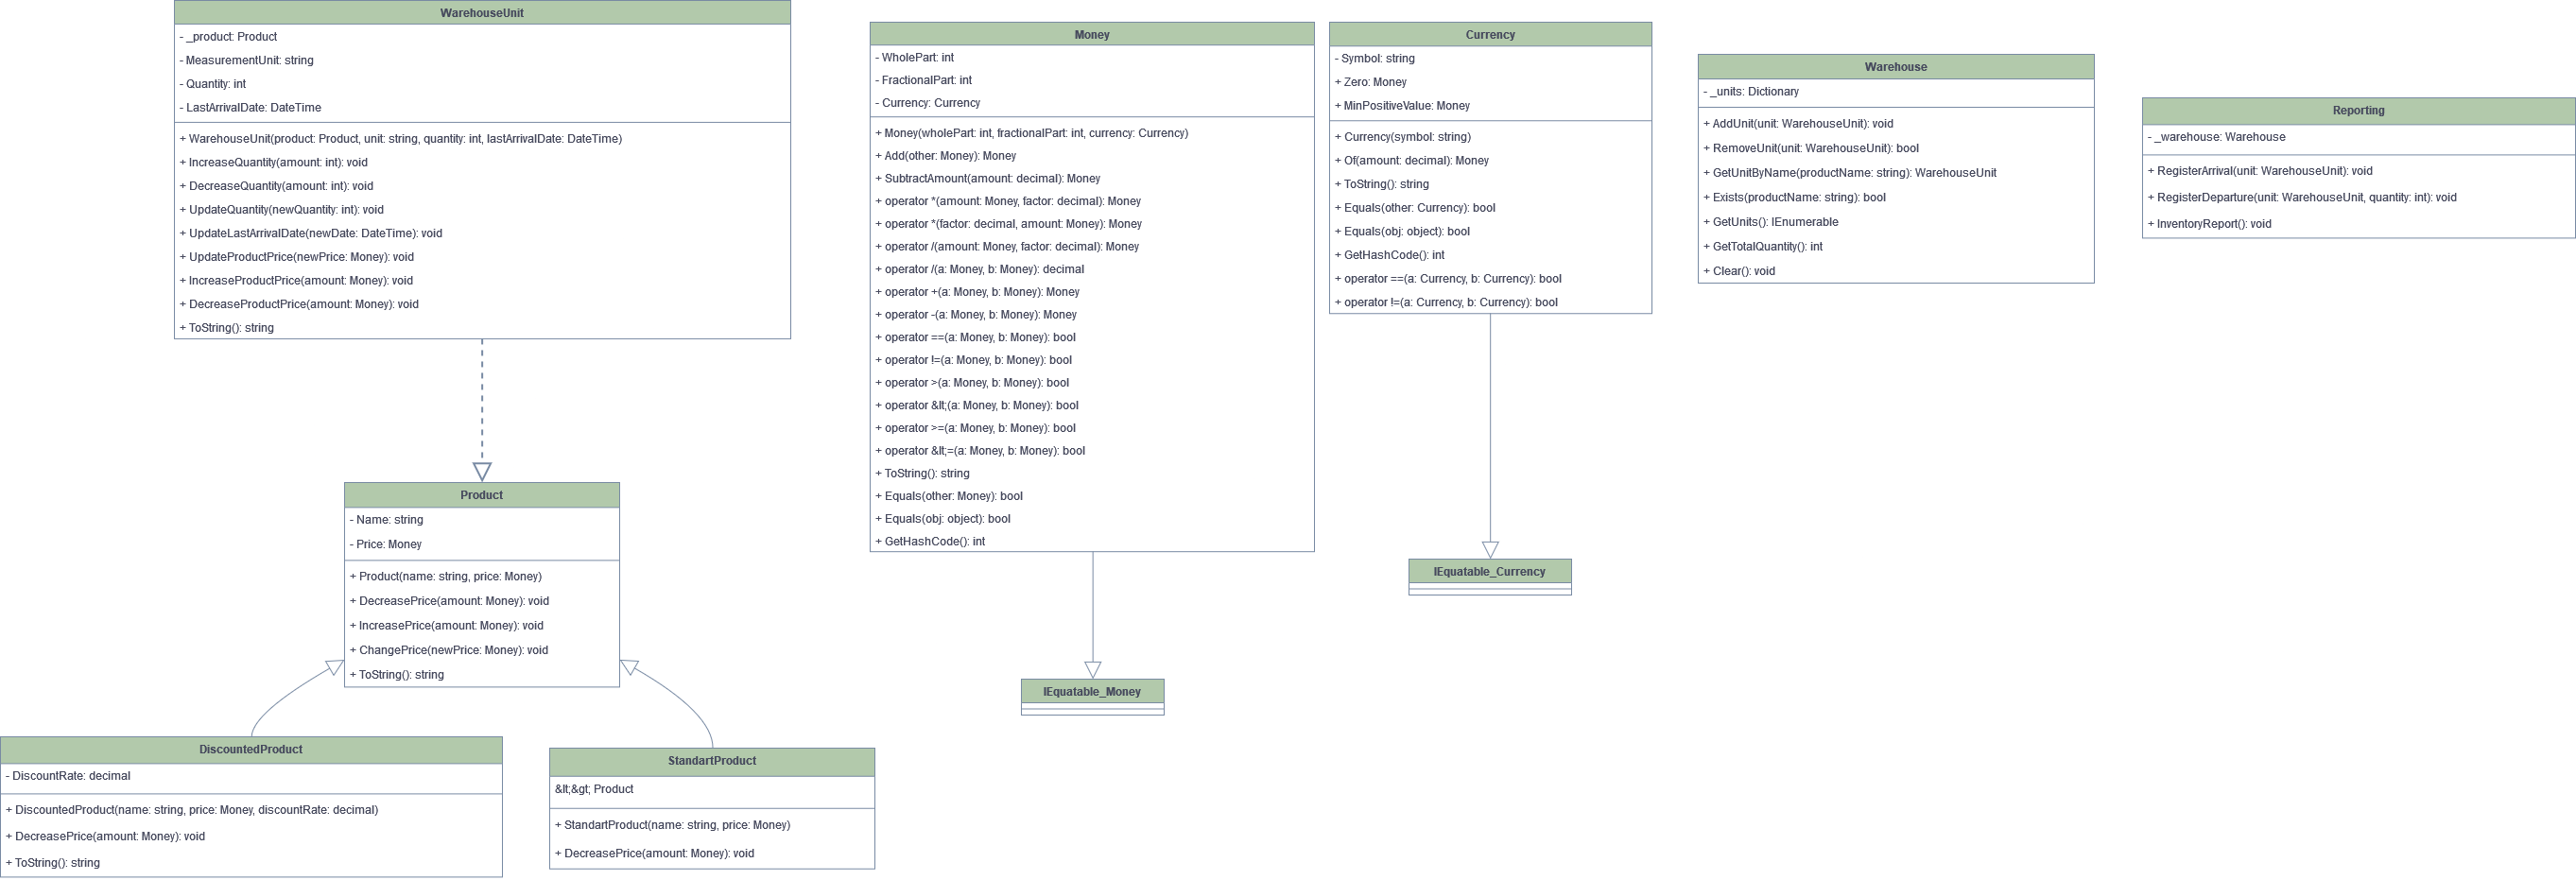 WarehouseUnit
- _product: Product
- MeasurementUnit: string
- Quantity: int
- LastArrivalDate: DateTime
+ WarehouseUnit(product: Product, unit: string, quantity: int, lastArrivalDate: DateTime)
+ IncreaseQuantity(amount: int): void
+ DecreaseQuantity(amount: int): void
+ UpdateQuantity(newQuantity: int): void
+ UpdateLastArrivalDate(newDate: DateTime): void
+ UpdateProductPrice(newPrice: Money): void
+ IncreaseProductPrice(amount: Money): void
+ DecreaseProductPrice(amount: Money): void
+ ToString(): string
Product
- Name: string
- Price: Money
+ Product(name: string, price: Money)
+ DecreasePrice(amount: Money): void
+ IncreasePrice(amount: Money): void
+ ChangePrice(newPrice: Money): void
+ ToString(): string
DiscountedProduct
- DiscountRate: decimal
+ DiscountedProduct(name: string, price: Money, discountRate: decimal)
+ DecreasePrice(amount: Money): void
+ ToString(): string
StandartProduct
&lt;&gt; Product
+ StandartProduct(name: string, price: Money)
+ DecreasePrice(amount: Money): void
Money
- WholePart: int
- FractionalPart: int
- Currency: Currency
+ Money(wholePart: int, fractionalPart: int, currency: Currency)
+ Add(other: Money): Money
+ SubtractAmount(amount: decimal): Money
+ operator *(amount: Money, factor: decimal): Money
+ operator *(factor: decimal, amount: Money): Money
+ operator /(amount: Money, factor: decimal): Money
+ operator /(a: Money, b: Money): decimal
+ operator +(a: Money, b: Money): Money
+ operator -(a: Money, b: Money): Money
+ operator ==(a: Money, b: Money): bool
+ operator !=(a: Money, b: Money): bool
+ operator >(a: Money, b: Money): bool
+ operator &lt;(a: Money, b: Money): bool
+ operator >=(a: Money, b: Money): bool
+ operator &lt;=(a: Money, b: Money): bool
+ ToString(): string
+ Equals(other: Money): bool
+ Equals(obj: object): bool
+ GetHashCode(): int
IEquatable_Money
Currency
- Symbol: string
+ Zero: Money
+ MinPositiveValue: Money
+ Currency(symbol: string)
+ Of(amount: decimal): Money
+ ToString(): string
+ Equals(other: Currency): bool
+ Equals(obj: object): bool
+ GetHashCode(): int
+ operator ==(a: Currency, b: Currency): bool
+ operator !=(a: Currency, b: Currency): bool
IEquatable_Currency
Warehouse
- _units: Dictionary
+ AddUnit(unit: WarehouseUnit): void
+ RemoveUnit(unit: WarehouseUnit): bool
+ GetUnitByName(productName: string): WarehouseUnit
+ Exists(productName: string): bool
+ GetUnits(): IEnumerable
+ GetTotalQuantity(): int
+ Clear(): void
Reporting
- _warehouse: Warehouse
+ RegisterArrival(unit: WarehouseUnit): void
+ RegisterDeparture(unit: WarehouseUnit, quantity: int): void
+ InventoryReport(): void